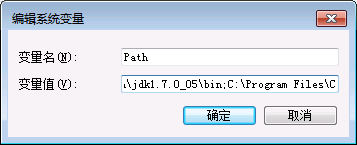 编辑系统变量
变量名(N):
Path
变量值(V):
\jdk1.7.0_05\bin;C:\Program Files\C
确定
取消